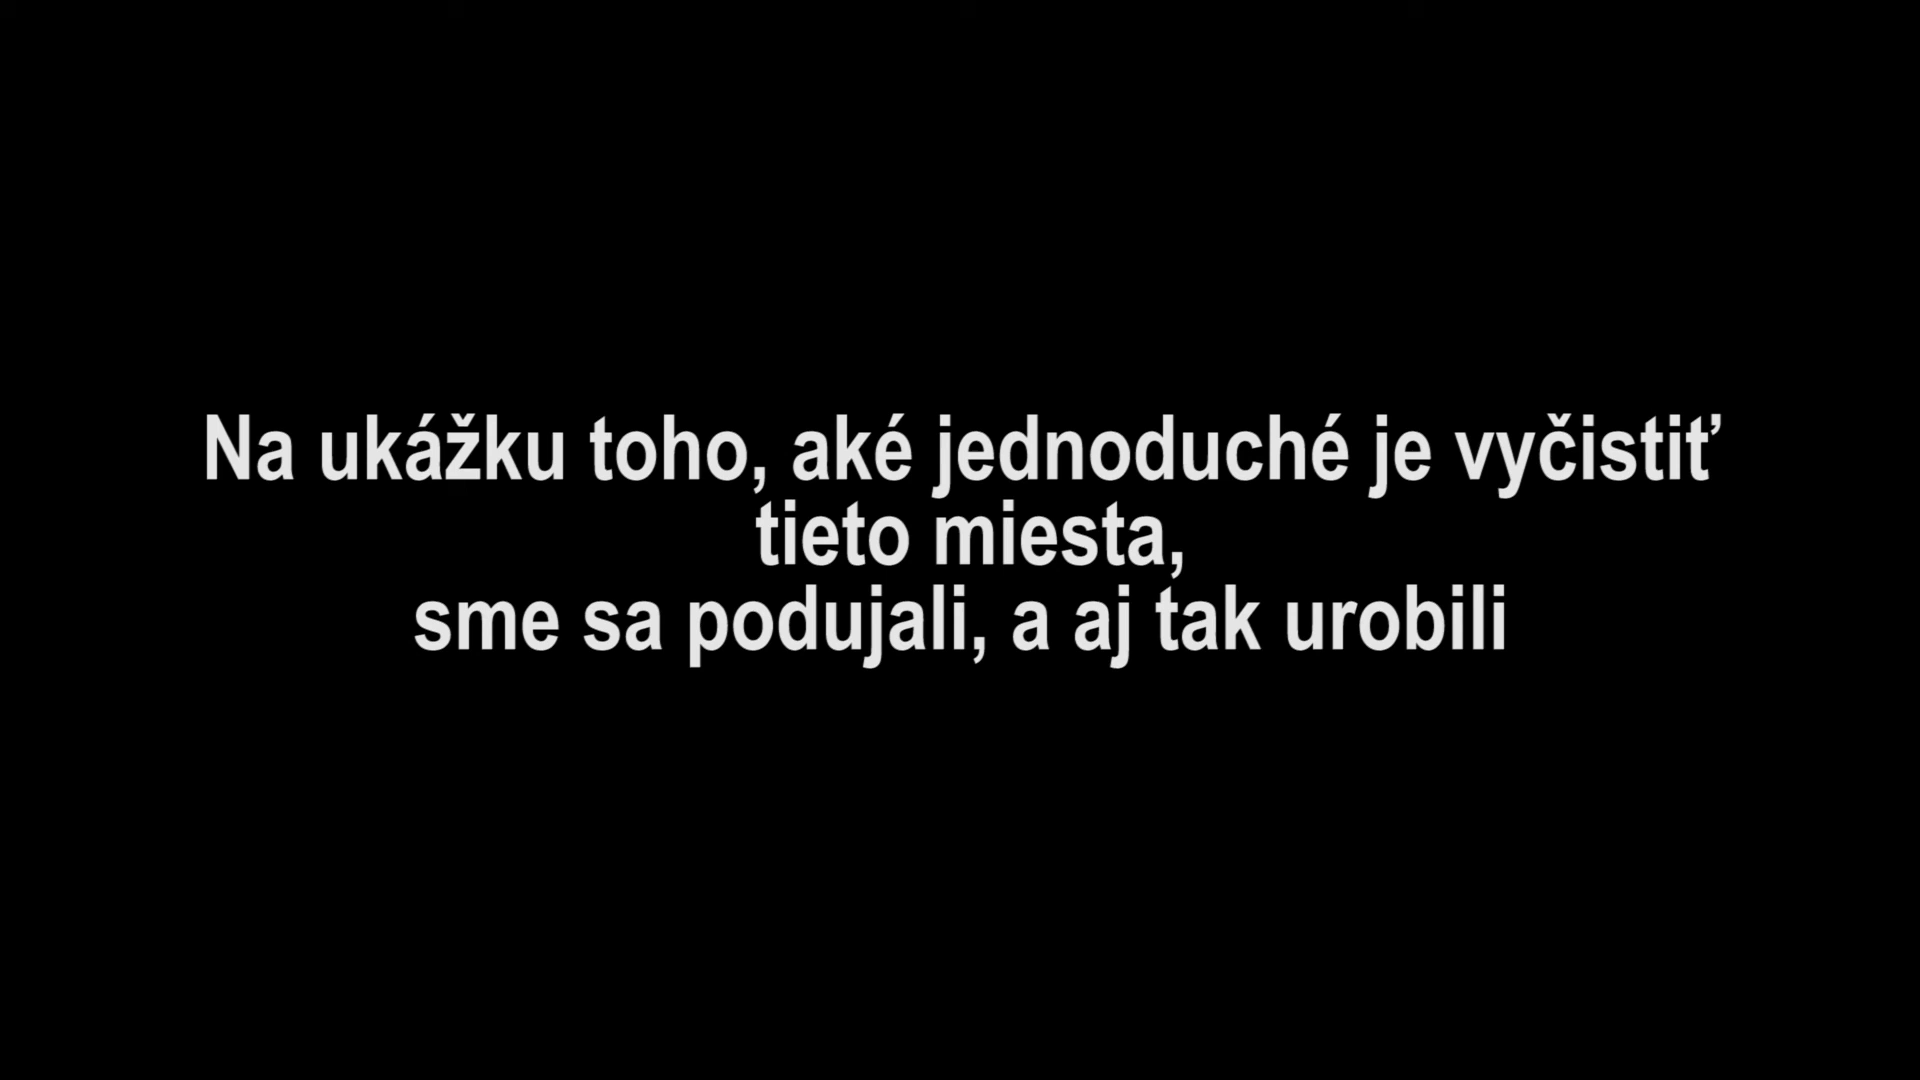 Na ukážku toho, aké jednoduché je vyčistiť
tieto miesta,
sme sa podujali, a aj tak urobili